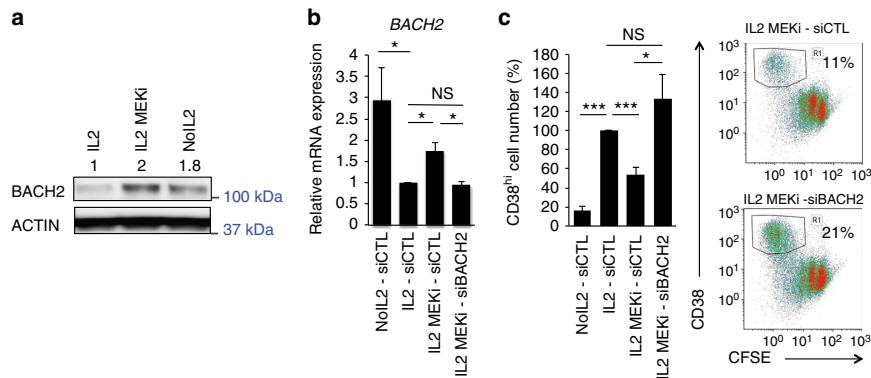 a
IL2
IL2 MEKi
NoIL2
1 2 1.8
BACH2
100 kDa
ACTIN
37 kDa
b
BACH2
Relative mRNA expression
4
3.5
3
2.5
2
1.5
1
0.5
0
*
NS
* *
NoIL2 - siCTL
IL2 - siCTL
IL2 MEKi - siCTL
IL2 MEKi - siBACH2
c
CD38hi cell number (%)
180
160
140
120
100
80
60
40
20
0
NS
*
*** ***
NoIL2 - siCTL
IL2 - siCTL
IL2 MEKi - siCTL
IL2 MEKi - siBACH2
IL2 MEKi - siCTL
R1
11%
10³
10²
10¹
10⁰
10⁰ 10¹ 10² 10³
IL2 MEKi -siBACH2
R1
21%
10³
10²
10¹
10⁰
10⁰ 10¹ 10² 10³
CD38
CFSE